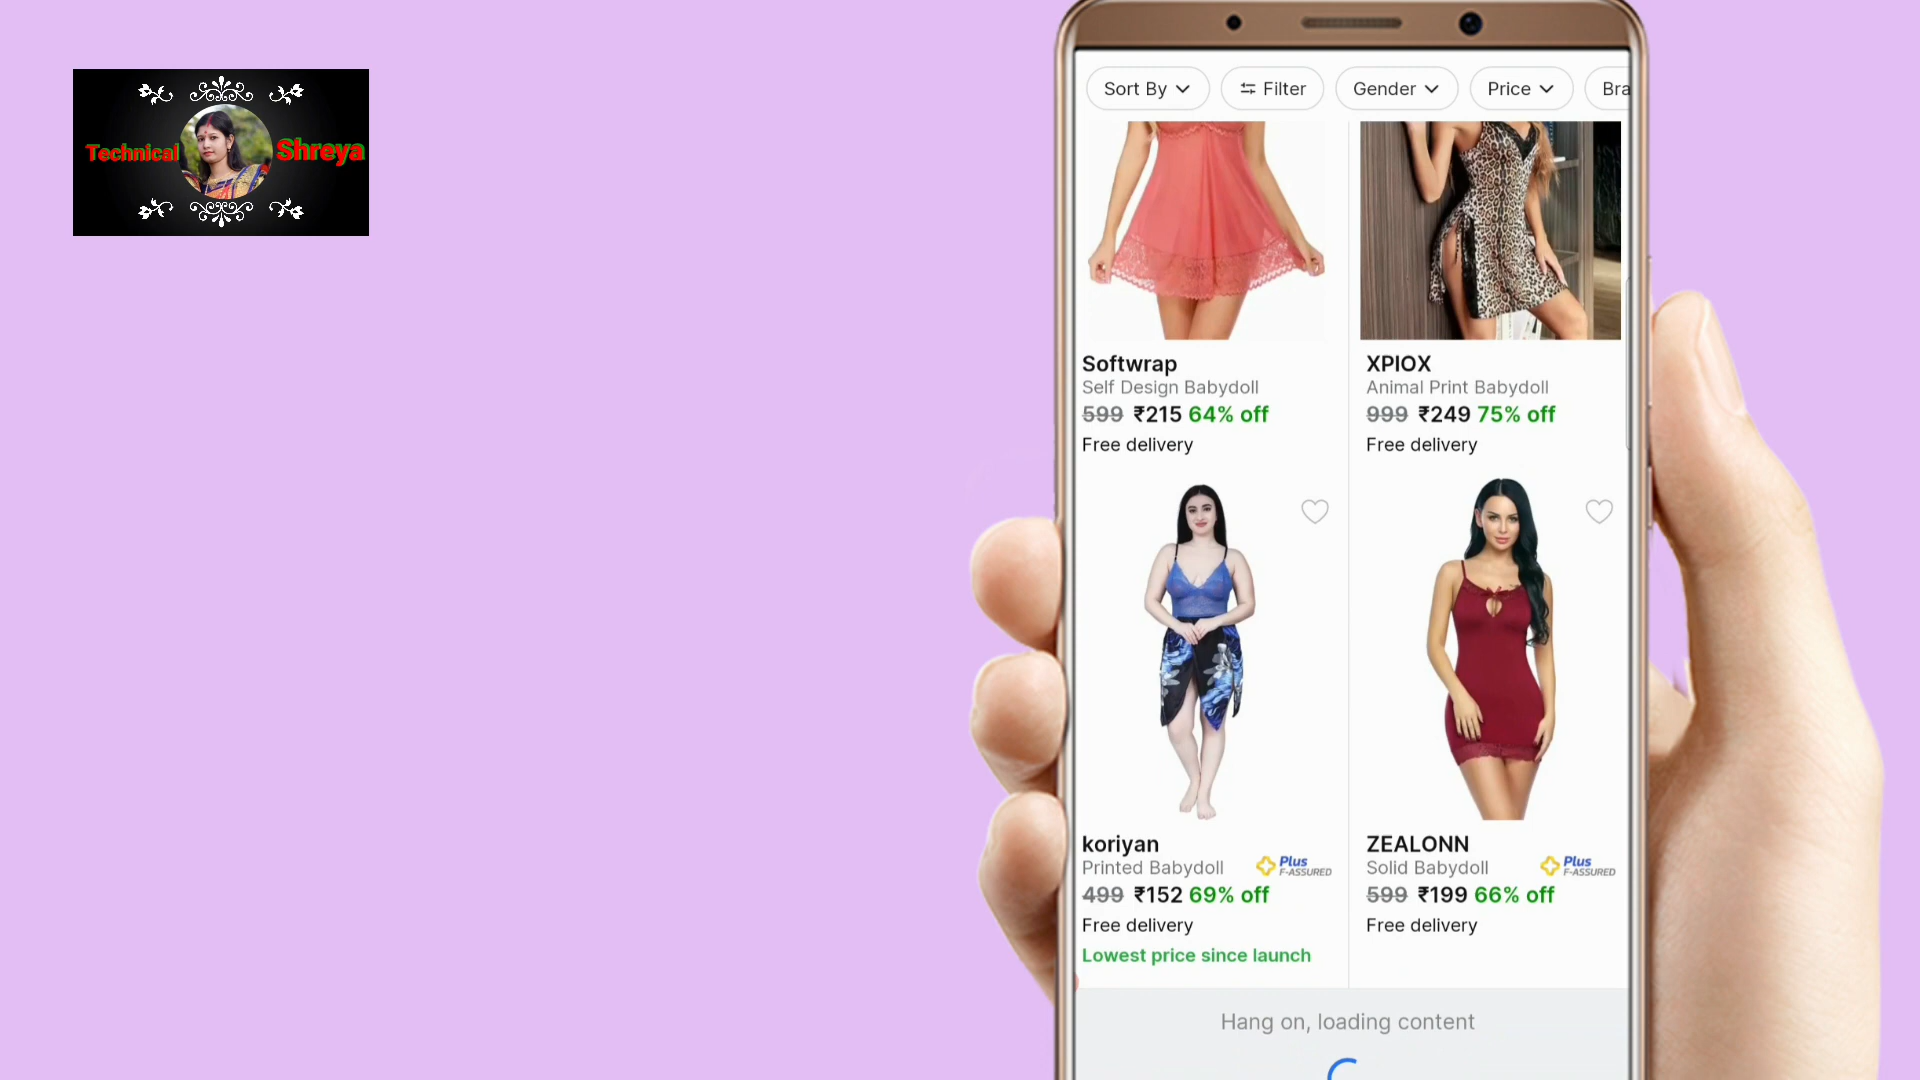 Technical Shreya
Sort By Filter Gender Price Bra
Softwrap
Self Design Babydoll
599 ₹215 64% off
Free delivery
XPIOX
Animal Print Babydoll
999 ₹249 75% off
Free delivery
koriyan
Printed Babydoll
Plus
F-ASSURED
499 ₹152 69% off
Free delivery
Lowest price since launch
ZEALONN
Solid Babydoll
Plus
F-ASSURED
599 ₹199 66% off
Free delivery
Hang on, loading content